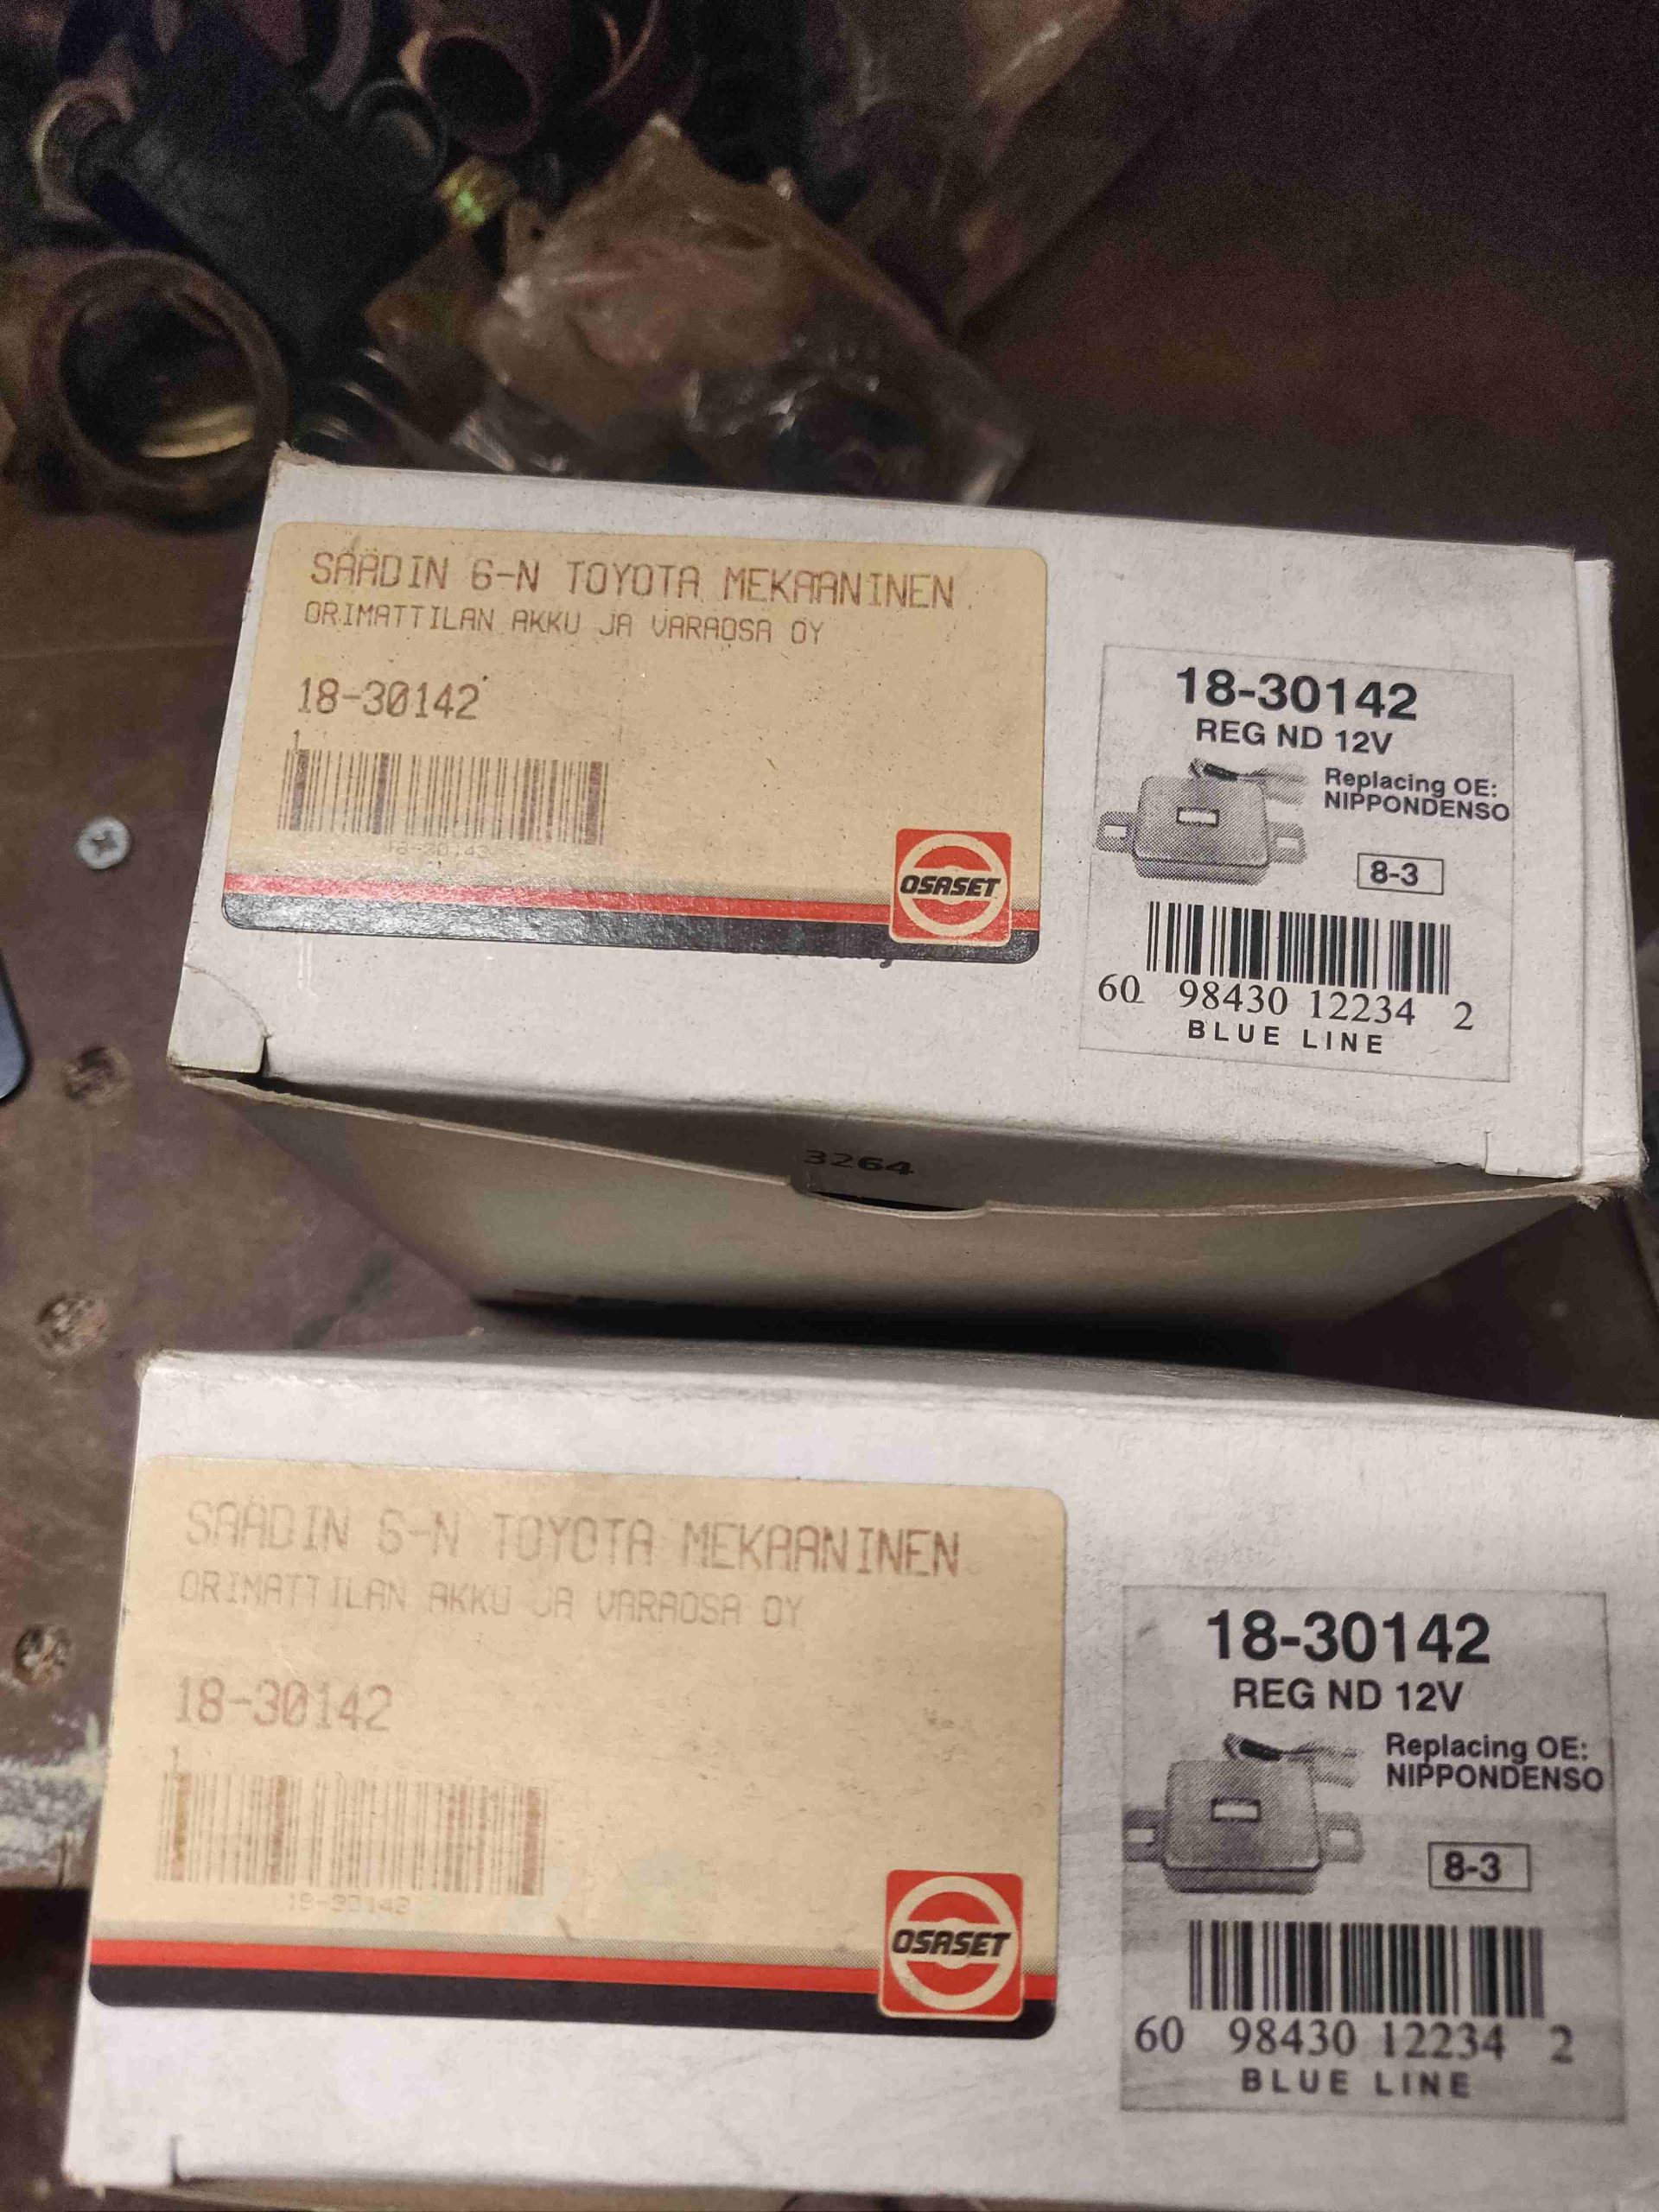 SÄÄDIN 6-N TOYOTA MEKAANINEN
ORIMATTILAN AKKU JA VARAOSA OY
18-30142
1
18-30142
OSASET
18-30142
REG ND 12V
Replacing OE:
NIPPONDENSO
8-3
60 98430 12234 2
BLUE LINE
3264
SÄÄDIN 6-N TOYOTA MEKAANINEN
ORIMATTILAN AKKU JA VARAOSA OY
18-30142
1
18-30142
OSASET
18-30142
REG ND 12V
Replacing OE:
NIPPONDENSO
8-3
60 98430 12234 2
BLUE LINE